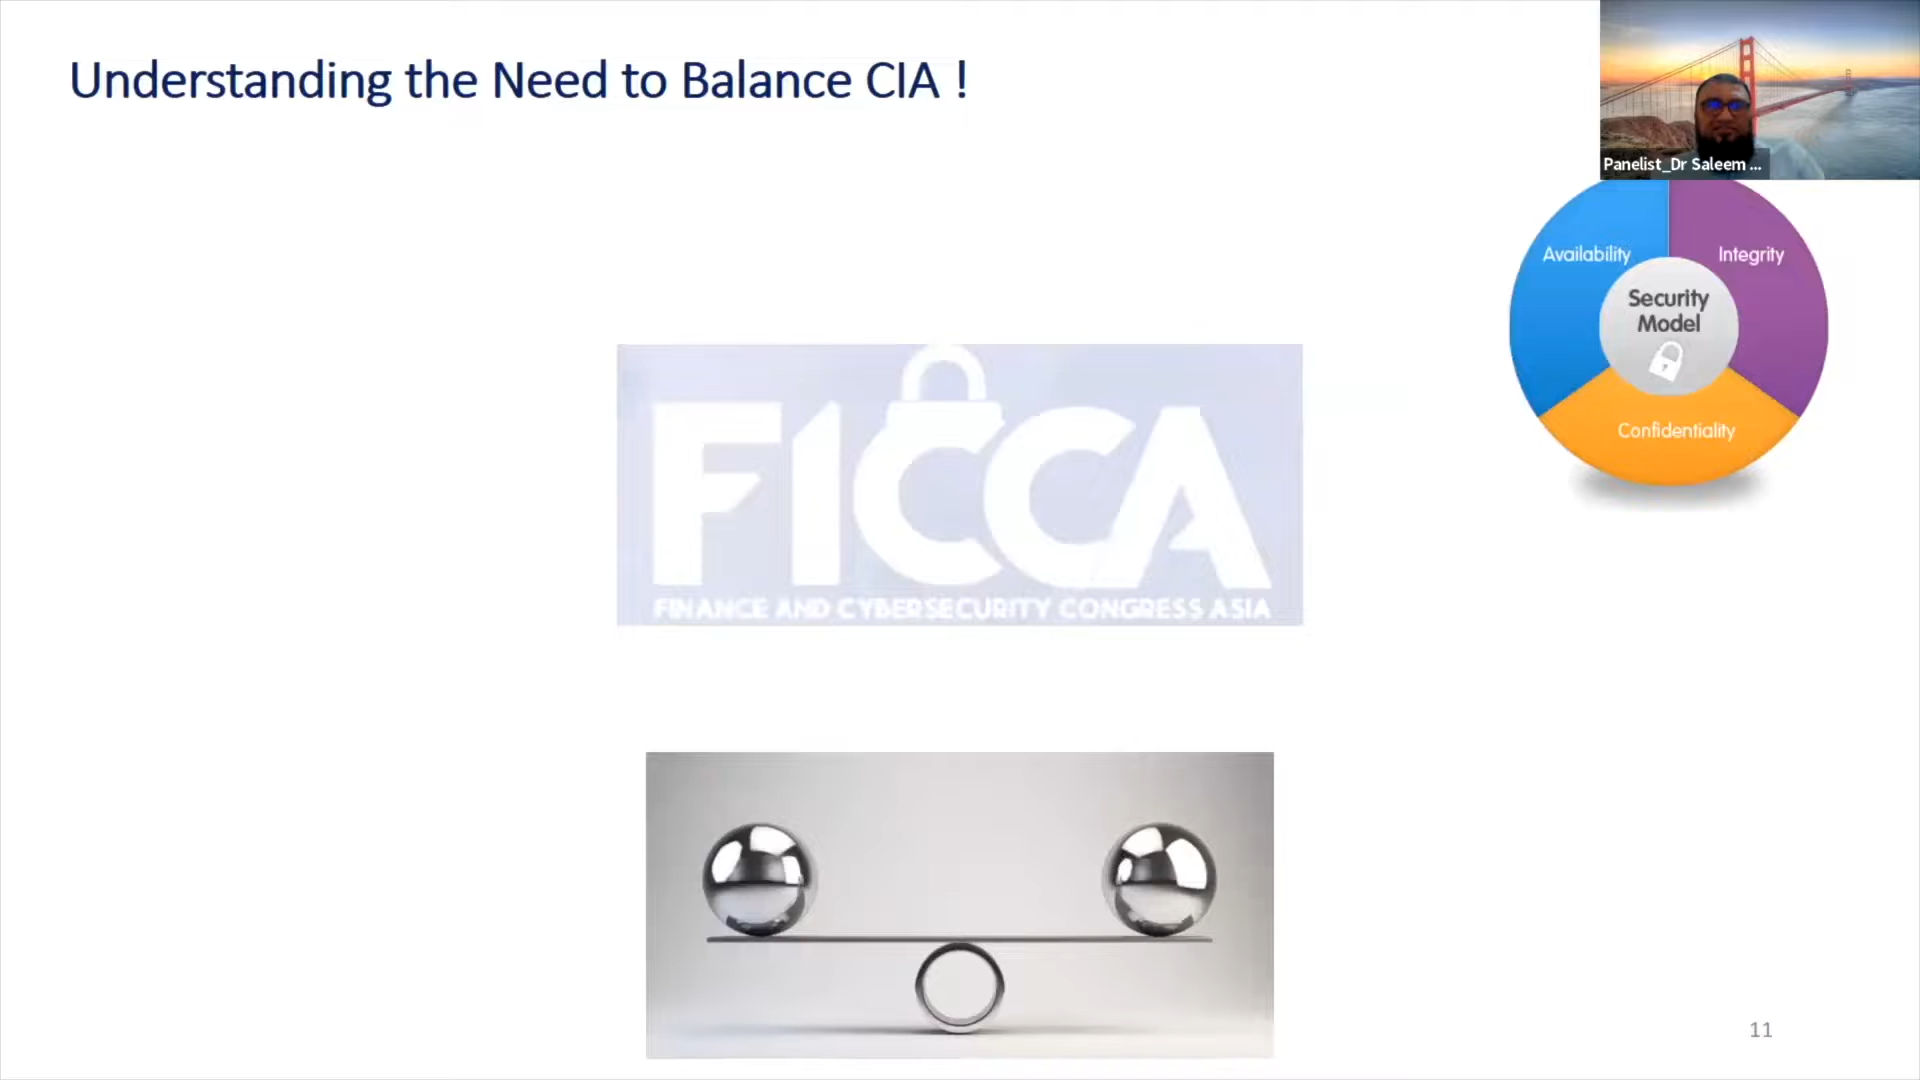 Understanding the Need to Balance CIA !
Panelist_Dr Saleem ...
Availability
Integrity
Security
Model
Confidentiality
F1CCA
FINANCE AND CYBERSECURITY CONGRESS ASIA
11